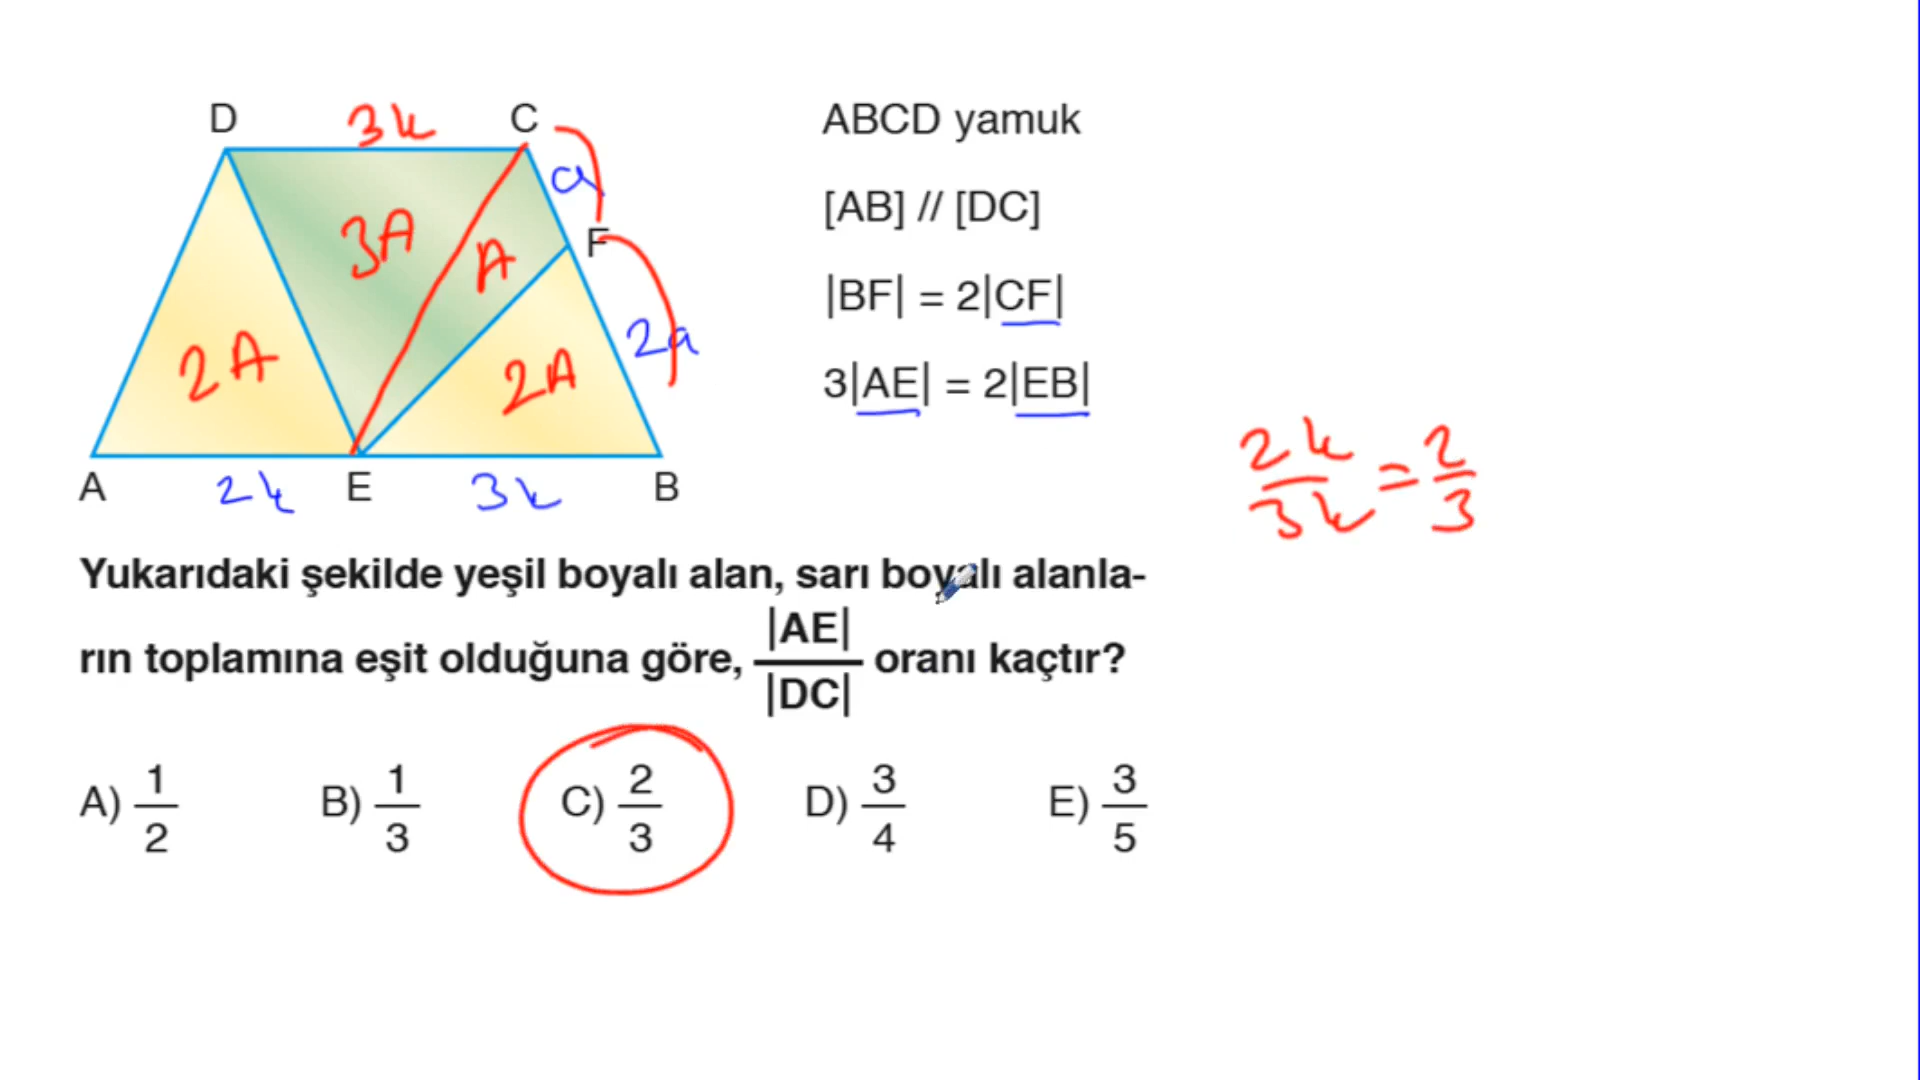 D 3k C
a
3A A F
2A 2A 2a
A 2k E 3k B
ABCD yamuk
[AB] // [DC]
|BF| = 2|CF|
3|AE| = 2|EB|
2k/3k = 2/3
Yukarıdaki şekilde yeşil boyalı alan, sarı boyalı alanla-
rın toplamına eşit olduğuna göre, |AE|/|DC| oranı kaçtır?
A) 1/2 B) 1/3 C) 2/3 D) 3/4 E) 3/5